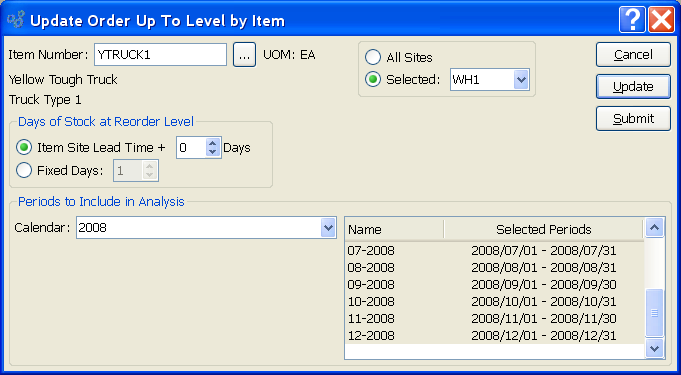 Update Order Up To Level by Item
?
Item Number: YTRUCK1 ... UOM: EA
Yellow Tough Truck
Truck Type 1
All Sites
Selected: WH1
Cancel
Update
Submit
Days of Stock at Reorder Level
Item Site Lead Time + 0 Days
Fixed Days: 1
Periods to Include in Analysis
Calendar: 2008
Name Selected Periods
07-2008 2008/07/01 - 2008/07/31
08-2008 2008/08/01 - 2008/08/31
09-2008 2008/09/01 - 2008/09/30
10-2008 2008/10/01 - 2008/10/31
11-2008 2008/11/01 - 2008/11/30
12-2008 2008/12/01 - 2008/12/31